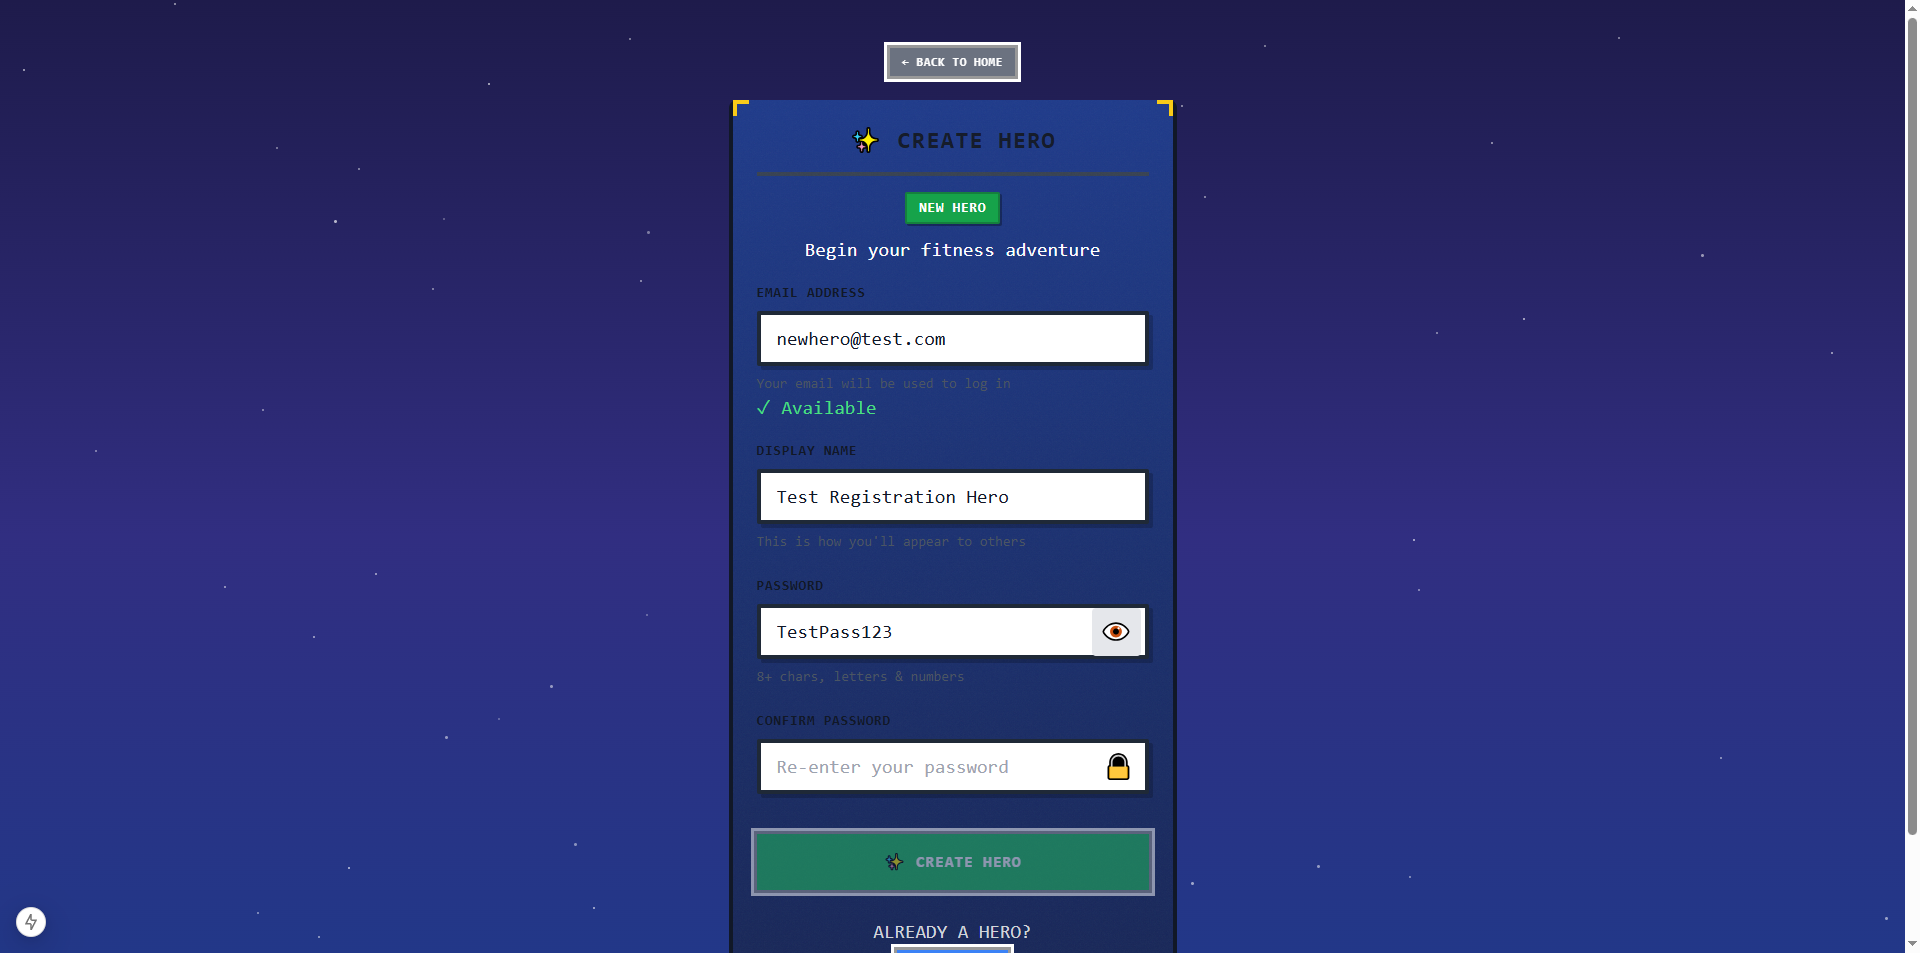 ← BACK TO HOME
✨ CREATE HERO
NEW HERO
Begin your fitness adventure
EMAIL ADDRESS
newhero@test.com
Your email will be used to log in
✓ Available
DISPLAY NAME
Test Registration Hero
This is how you'll appear to others
PASSWORD
TestPass123
8+ chars, letters & numbers
CONFIRM PASSWORD
Re-enter your password
✨ CREATE HERO
ALREADY A HERO?